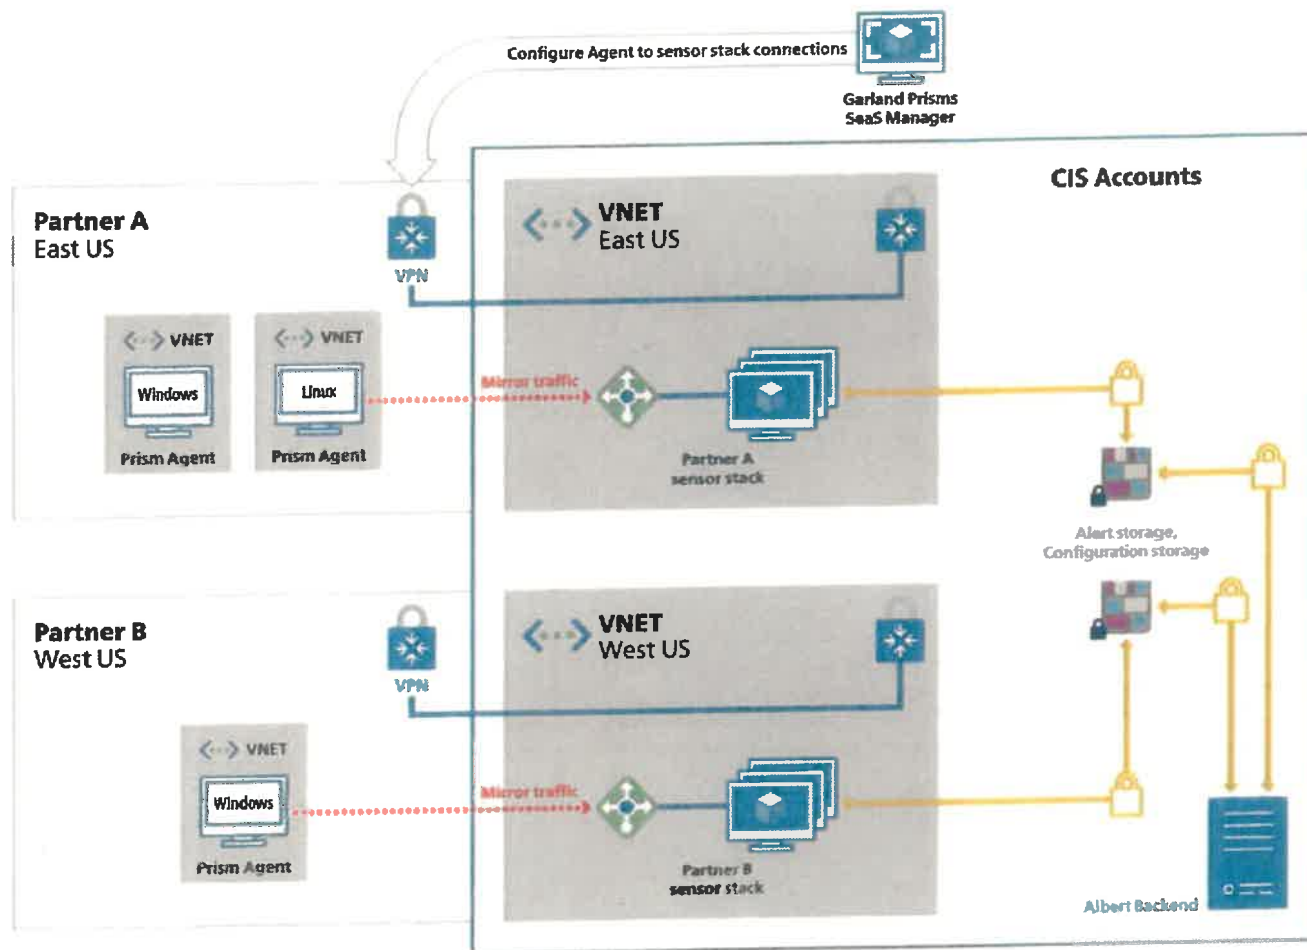 Configure Agent to sensor stack connections
Garland Prisms
SeaS Manager
CIS Accounts
Partner A
East US
VPN
VNET
East US
VNET
Windows
Prism Agent
VNET
Linux
Prism Agent
Mirror traffic
Partner A
sensor stack
Alert storage,
Configuration storage
Partner B
West US
VPN
VNET
West US
VNET
Windows
Prism Agent
Mirror traffic
Partner B
sensor stack
Albert Backend